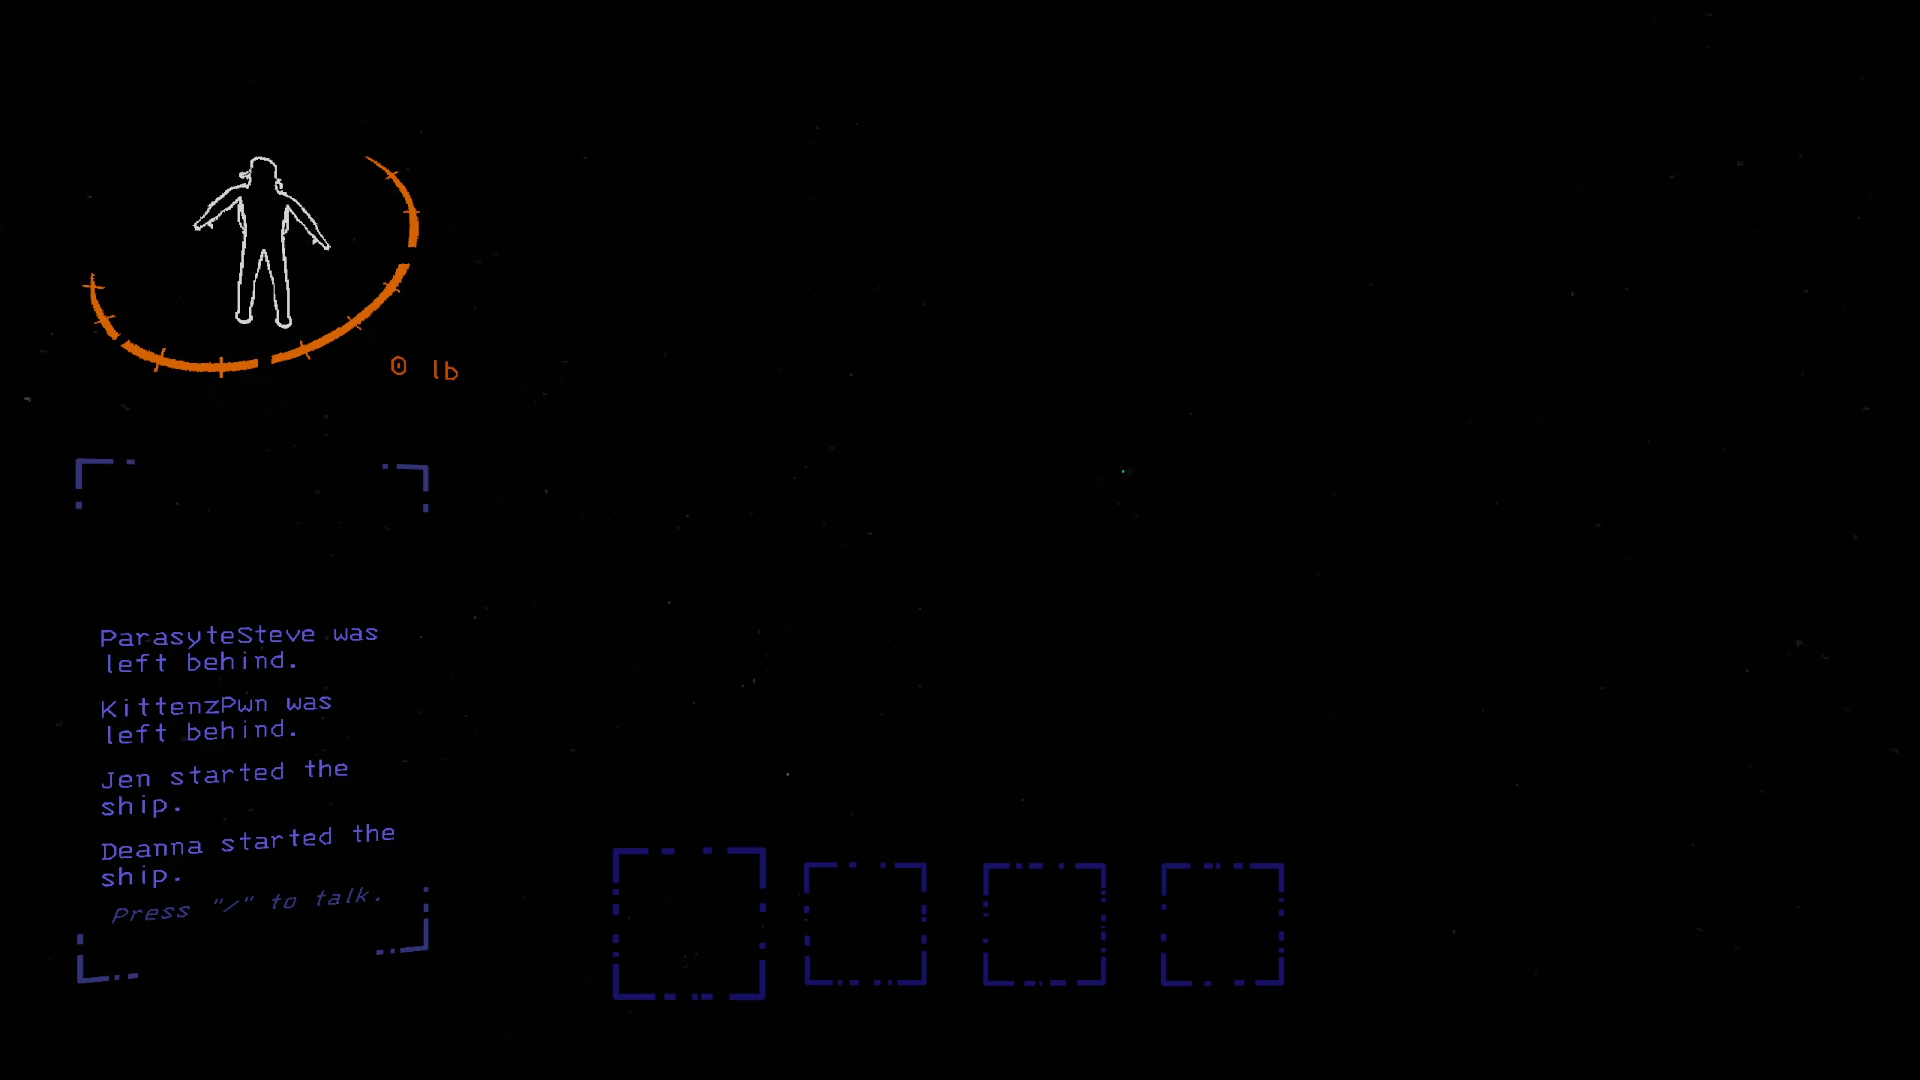 0 lb
ParasyteSteve was
left behind.
KittenzPwn was
left behind.
Jen started the
ship.
Deanna started the
ship.
Press "/" to talk.